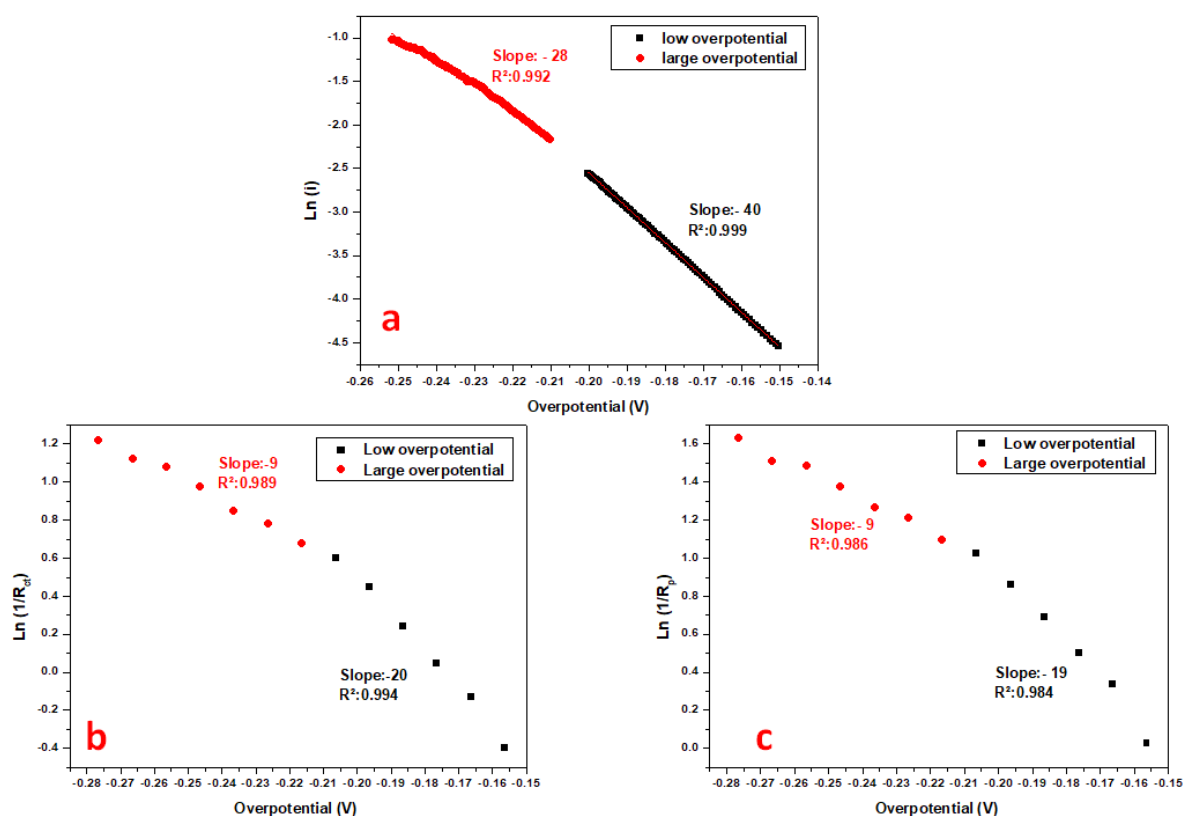 low overpotential
large overpotential
Slope: - 28
R²:0.992
Slope:- 40
R²:0.999
Ln (i)
-1.0
-1.5
-2.0
-2.5
-3.0
-3.5
-4.0
-4.5
a
-0.26 -0.25 -0.24 -0.23 -0.22 -0.21 -0.20 -0.19 -0.18 -0.17 -0.16 -0.15 -0.14
Overpotential (V)
Low overpotential
Large overpotential
Slope:-9
R²:0.989
Slope:-20
R²:0.994
Ln (1/Rct)
1.2
1.0
0.8
0.6
0.4
0.2
0.0
-0.2
-0.4
b
-0.28 -0.27 -0.26 -0.25 -0.24 -0.23 -0.22 -0.21 -0.20 -0.19 -0.18 -0.17 -0.16 -0.15
Overpotential (V)
Low overpotential
Large overpotential
Slope:- 9
R²:0.986
Slope:- 19
R²:0.984
Ln (1/Rp)
1.6
1.4
1.2
1.0
0.8
0.6
0.4
0.2
0.0
c
-0.28 -0.27 -0.26 -0.25 -0.24 -0.23 -0.22 -0.21 -0.20 -0.19 -0.18 -0.17 -0.16 -0.15
Overpotential (V)